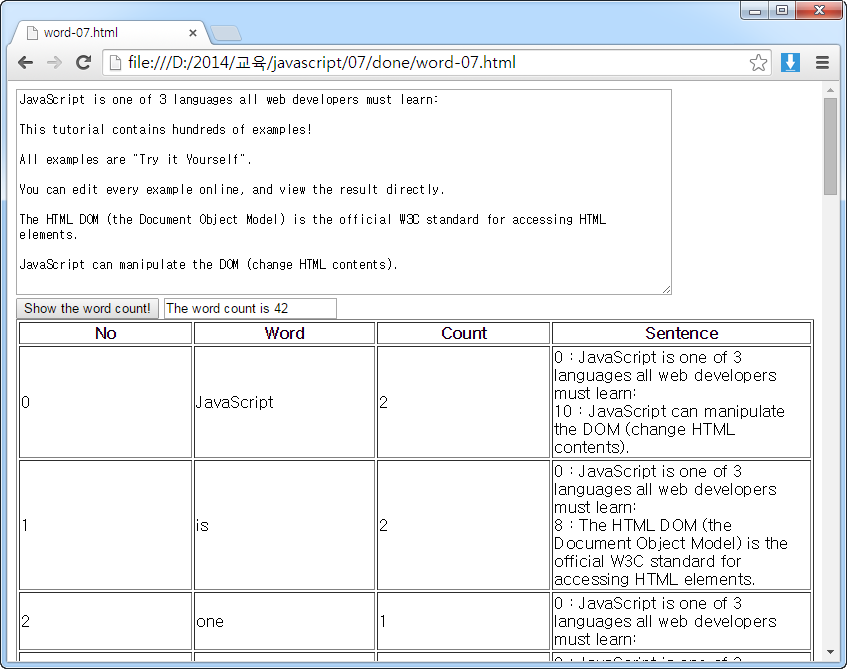 word-07.html
file:///D:/2014/교육/javascript/07/done/word-07.html
JavaScript is one of 3 languages all web developers must learn:
This tutorial contains hundreds of examples!
All examples are "Try it Yourself".
You can edit every example online, and view the result directly.
The HTML DOM (the Document Object Model) is the official W3C standard for accessing HTML
elements.
JavaScript can manipulate the DOM (change HTML contents).
Show the word count! The word count is 42
No Word Count Sentence
0 JavaScript 2
0 : JavaScript is one of 3
languages all web developers
must learn:
10 : JavaScript can manipulate
the DOM (change HTML
contents).
1 is 2
0 : JavaScript is one of 3
languages all web developers
must learn:
8 : The HTML DOM (the
Document Object Model) is the
official W3C standard for
accessing HTML elements.
2 one 1
0 : JavaScript is one of 3
languages all web developers
must learn: